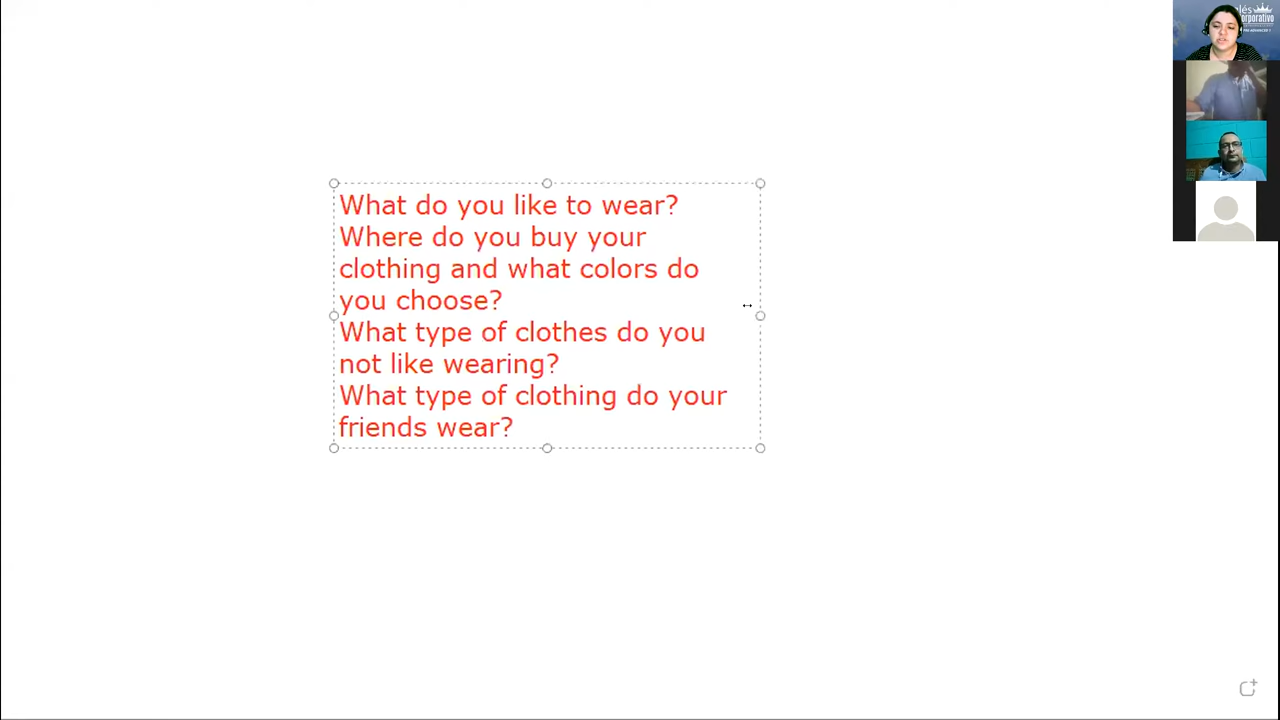 What do you like to wear?
Where do you buy your
clothing and what colors do
you choose?
What type of clothes do you
not like wearing?
What type of clothing do your
friends wear?